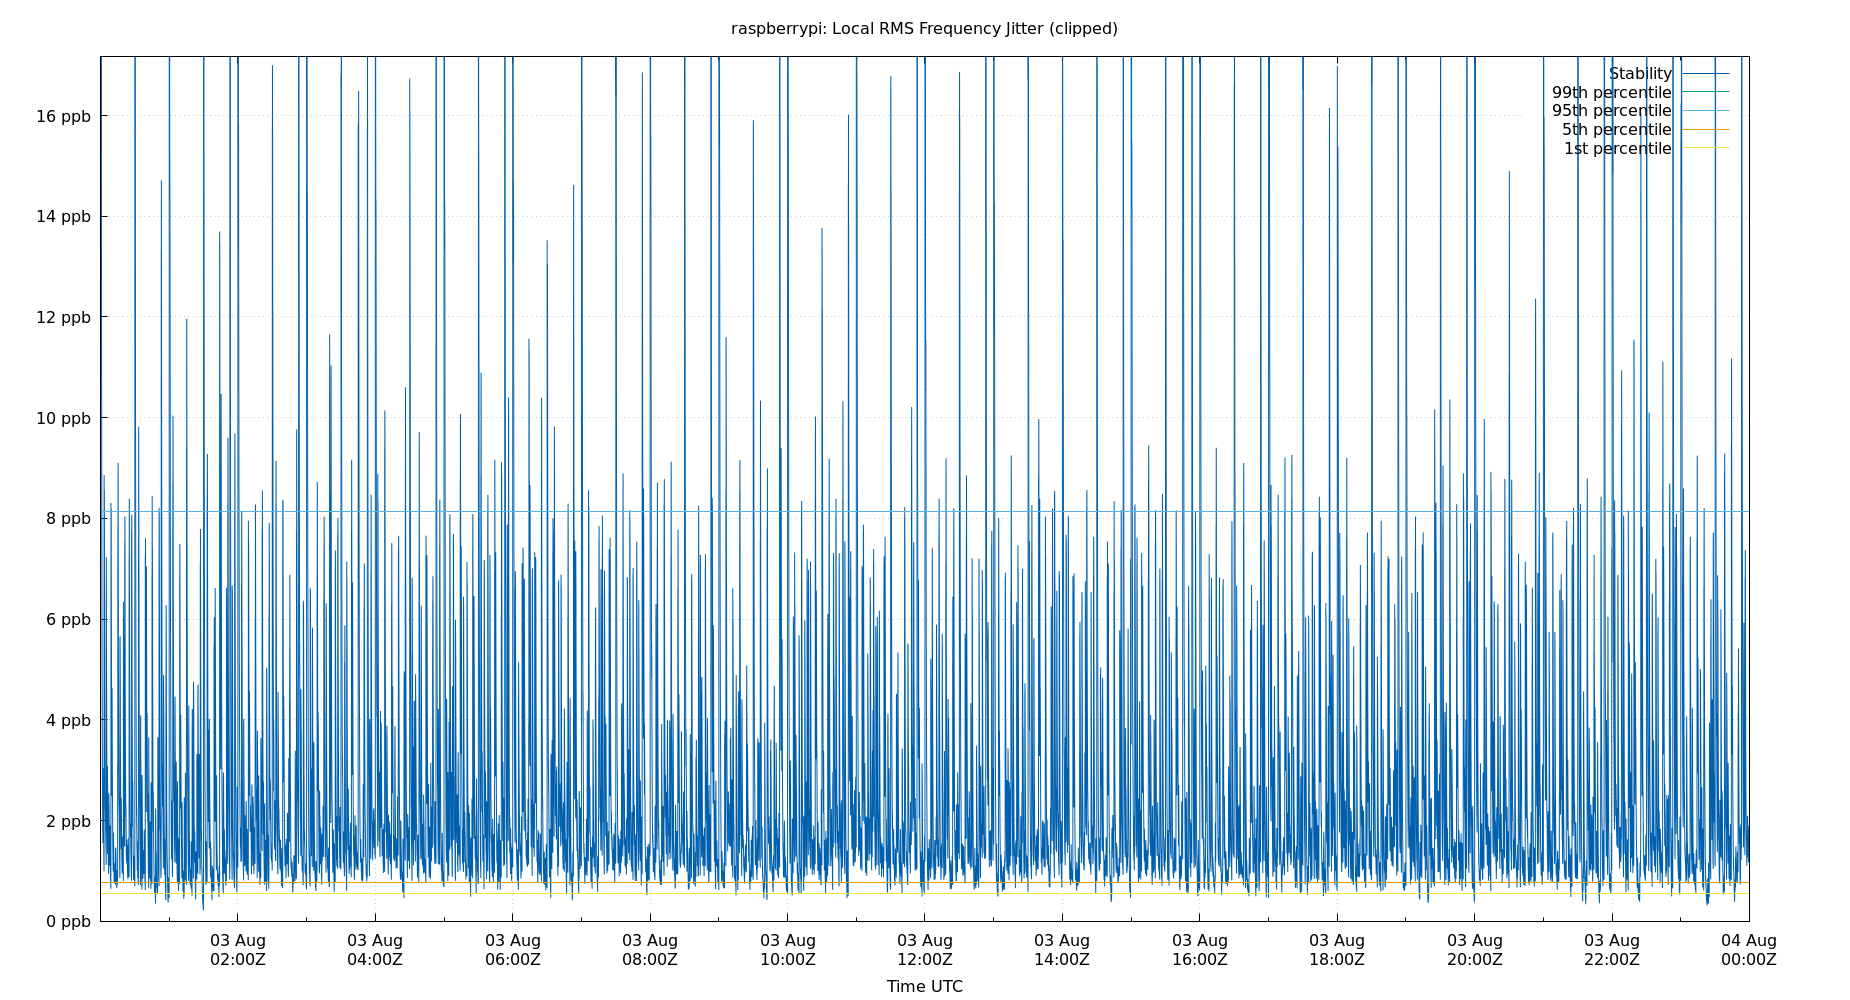 raspberrypi: Local RMS Frequency Jitter (clipped)
Stability
99th percentile
95th percentile
5th percentile
1st percentile
16 ppb
14 ppb
12 ppb
10 ppb
8 ppb
6 ppb
4 ppb
2 ppb
0 ppb
03 Aug 03 Aug 03 Aug 03 Aug 03 Aug 03 Aug 03 Aug 03 Aug 03 Aug 03 Aug 03 Aug 04 Aug
02:00Z 04:00Z 06:00Z 08:00Z 10:00Z 12:00Z 14:00Z 16:00Z 18:00Z 20:00Z 22:00Z 00:00Z
Time UTC